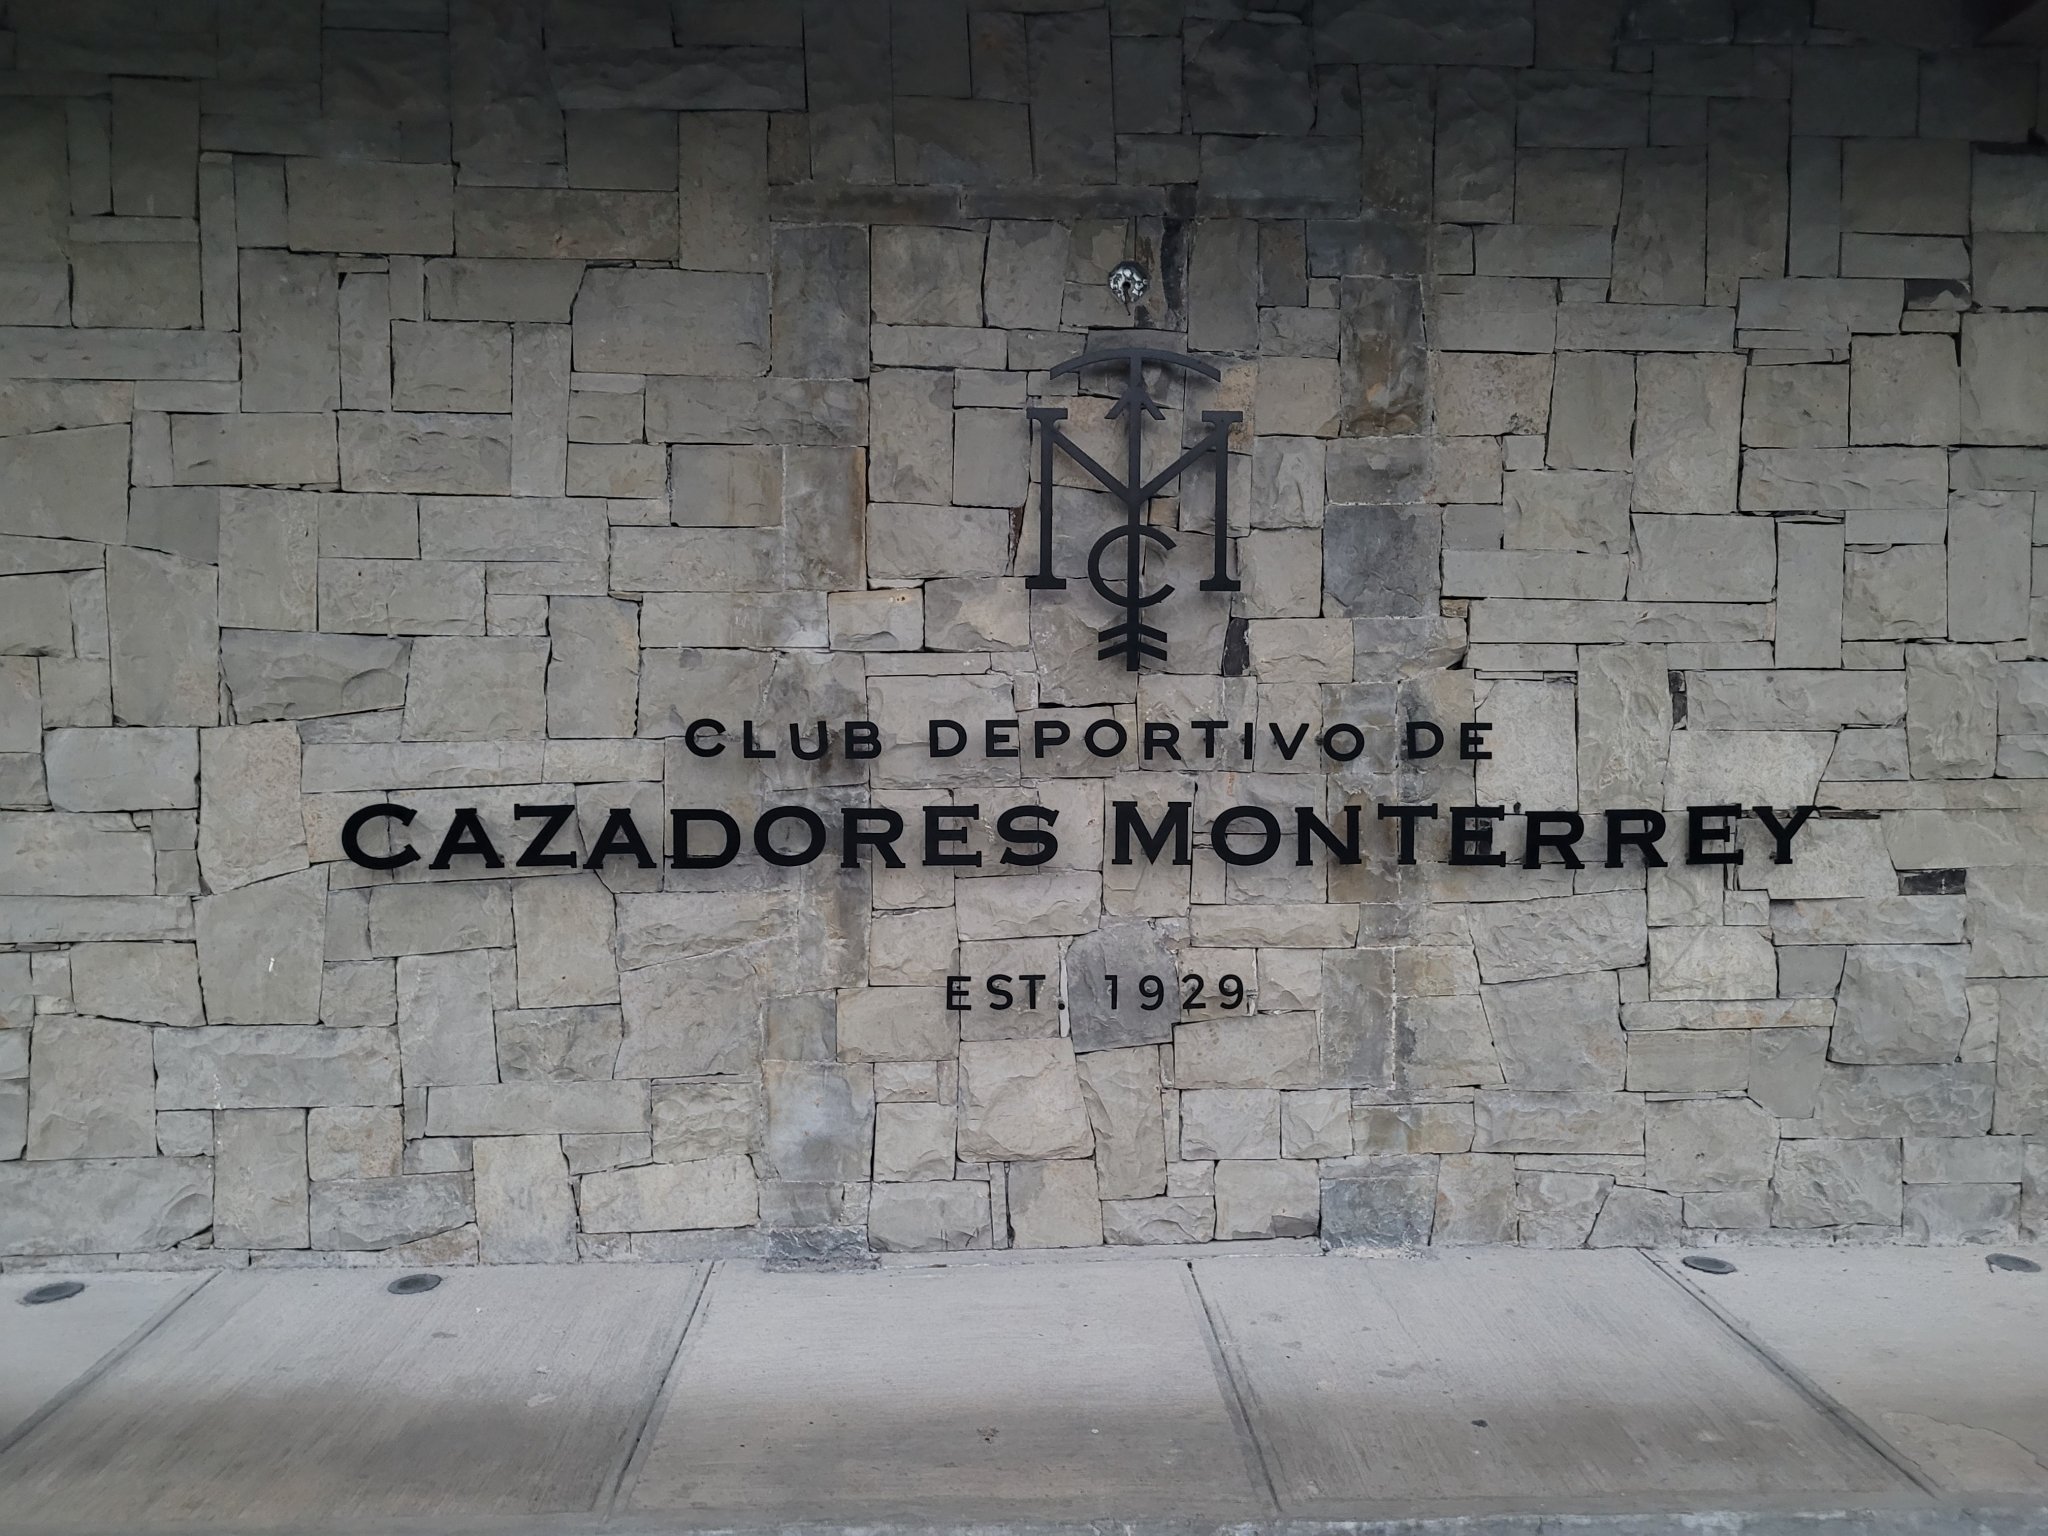 CLUB DEPORTIVO DE
CAZADORES MONTERREY
EST. 1929